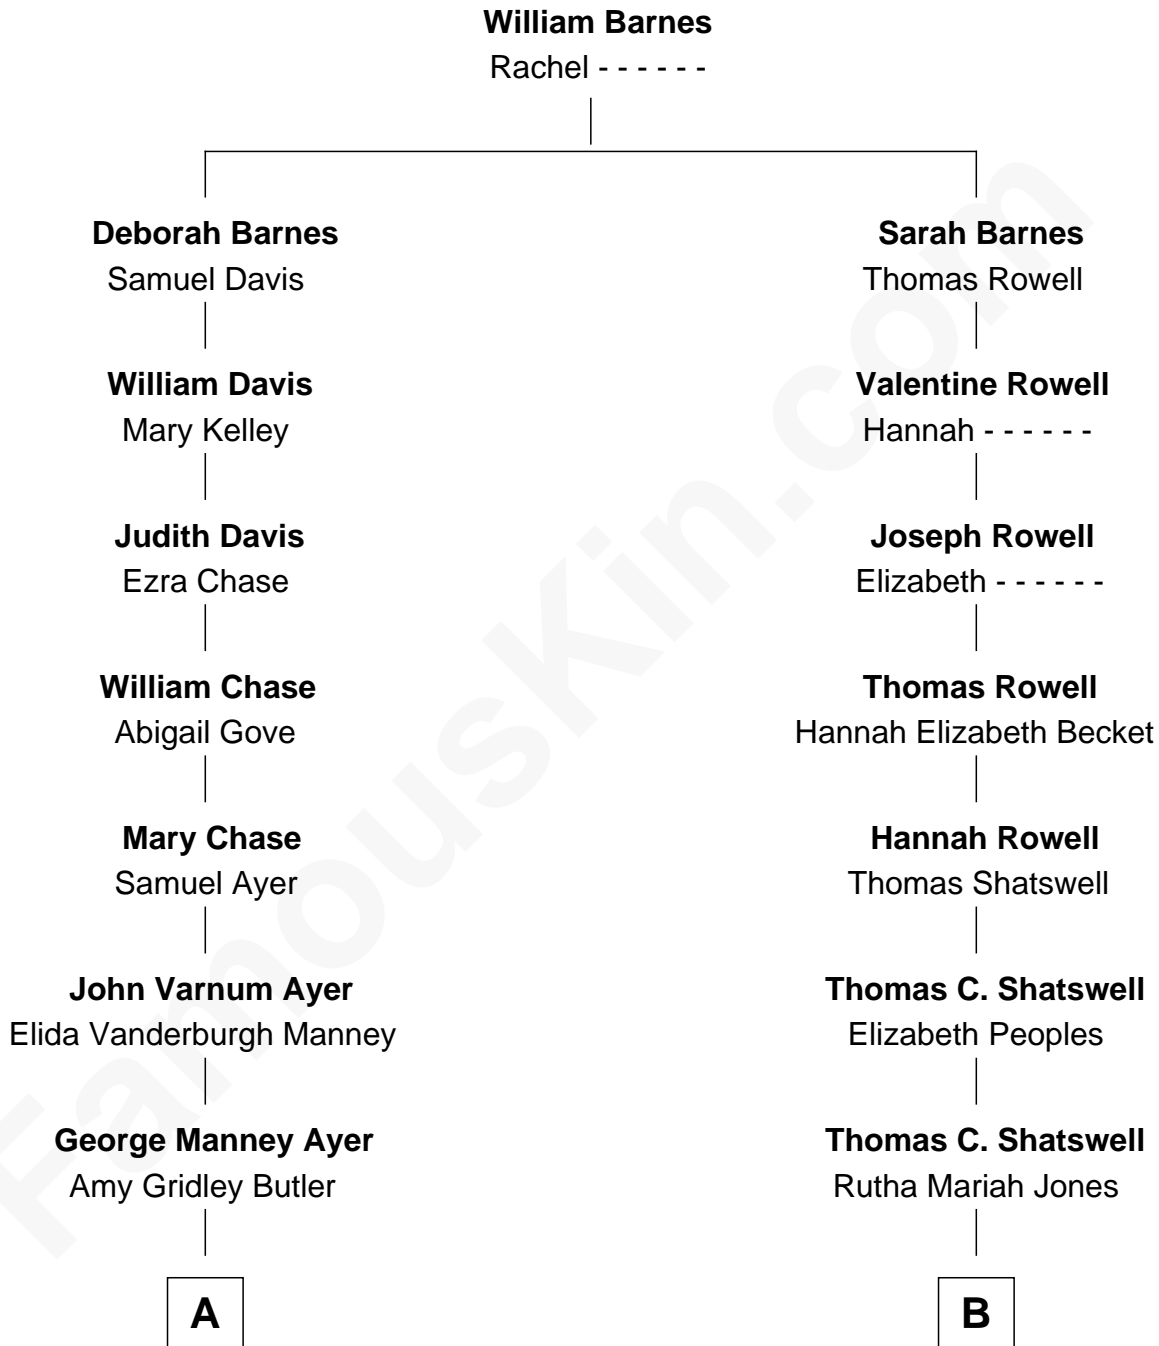 William Barnes
Rachel - - - - - -
Deborah Barnes
Samuel Davis
Sarah Barnes
Thomas Rowell
William Davis
Mary Kelley
Valentine Rowell
Hannah - - - - - -
Judith Davis
Ezra Chase
Joseph Rowell
Elizabeth - - - - - -
William Chase
Abigail Gove
Thomas Rowell
Hannah Elizabeth Becket
Mary Chase
Samuel Ayer
Hannah Rowell
Thomas Shatswell
John Varnum Ayer
Elida Vanderburgh Manney
Thomas C. Shatswell
Elizabeth Peoples
George Manney Ayer
Amy Gridley Butler
Thomas C. Shatswell
Rutha Mariah Jones
A
B
FamousKin.com